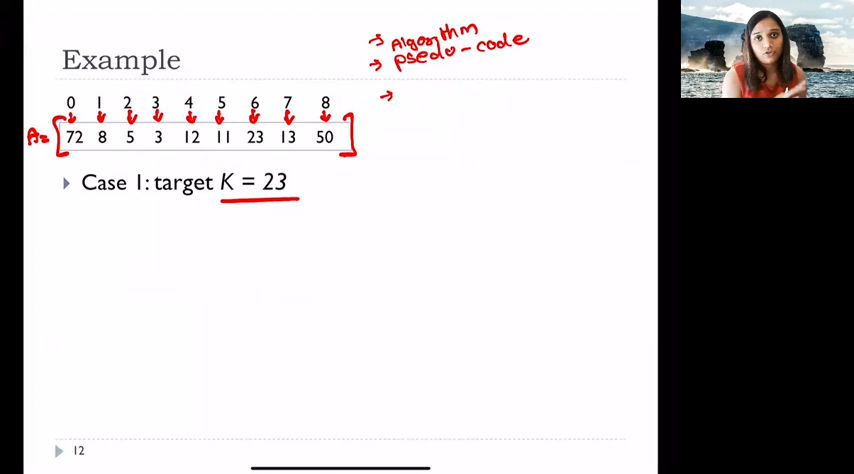 Example
→ Algorithm
→ psedo-code
→
0 1 2 3 4 5 6 7 8
A= [72 8 5 3 12 11 23 13 50]
Case 1: target K = 23
12